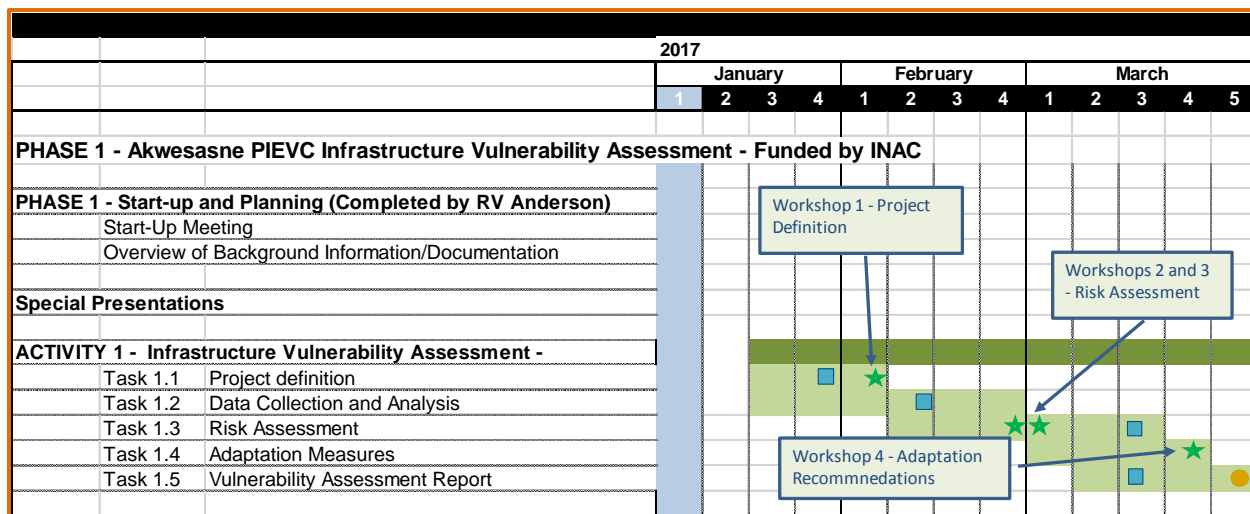 2017
January February March
1 2 3 4 1 2 3 4 1 2 3 4 5
PHASE 1 - Akwesasne PIEVC Infrastructure Vulnerability Assessment - Funded by INAC
PHASE 1 - Start-up and Planning (Completed by RV Anderson)
Start-Up Meeting
Overview of Background Information/Documentation
Workshop 1 - Project
Definition
Workshops 2 and 3
- Risk Assessment
Special Presentations
ACTIVITY 1 - Infrastructure Vulnerability Assessment -
Task 1.1 Project definition
Task 1.2 Data Collection and Analysis
Task 1.3 Risk Assessment
Task 1.4 Adaptation Measures
Task 1.5 Vulnerability Assessment Report
Workshop 4 - Adaptation
Recommnedations